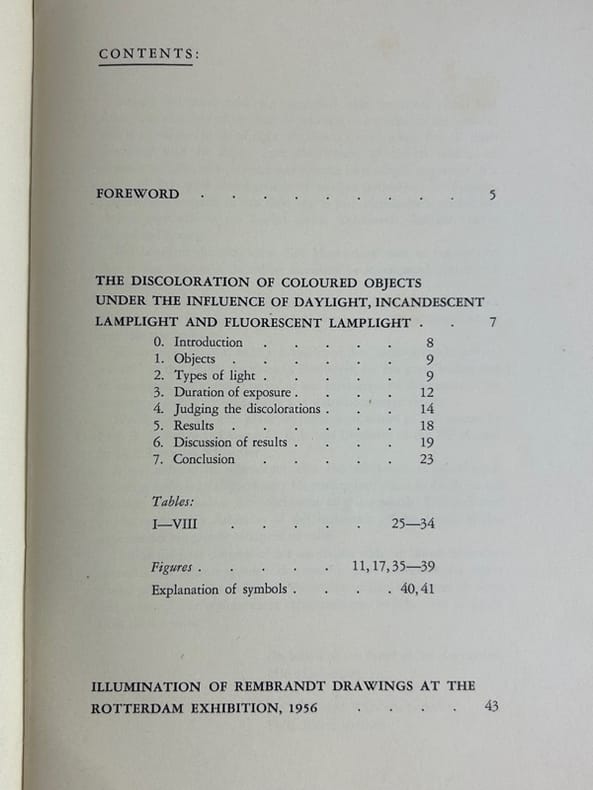 CONTENTS:
FOREWORD . . . . . . . . . 5
THE DISCOLORATION OF COLOURED OBJECTS
UNDER THE INFLUENCE OF DAYLIGHT, INCANDESCENT
LAMPLIGHT AND FLUORESCENT LAMPLIGHT . . 7
0. Introduction . . . . . 8
1. Objects . . . . . . 9
2. Types of light . . . . . 9
3. Duration of exposure . . . . 12
4. Judging the discolorations . . . 14
5. Results . . . . . . 18
6. Discussion of results . . . . 19
7. Conclusion . . . . . 23
Tables:
I—VIII . . . . . 25—34
Figures . . . . . 11, 17, 35—39
Explanation of symbols . . . . 40, 41
ILLUMINATION OF REMBRANDT DRAWINGS AT THE
ROTTERDAM EXHIBITION, 1956 . . . . 43